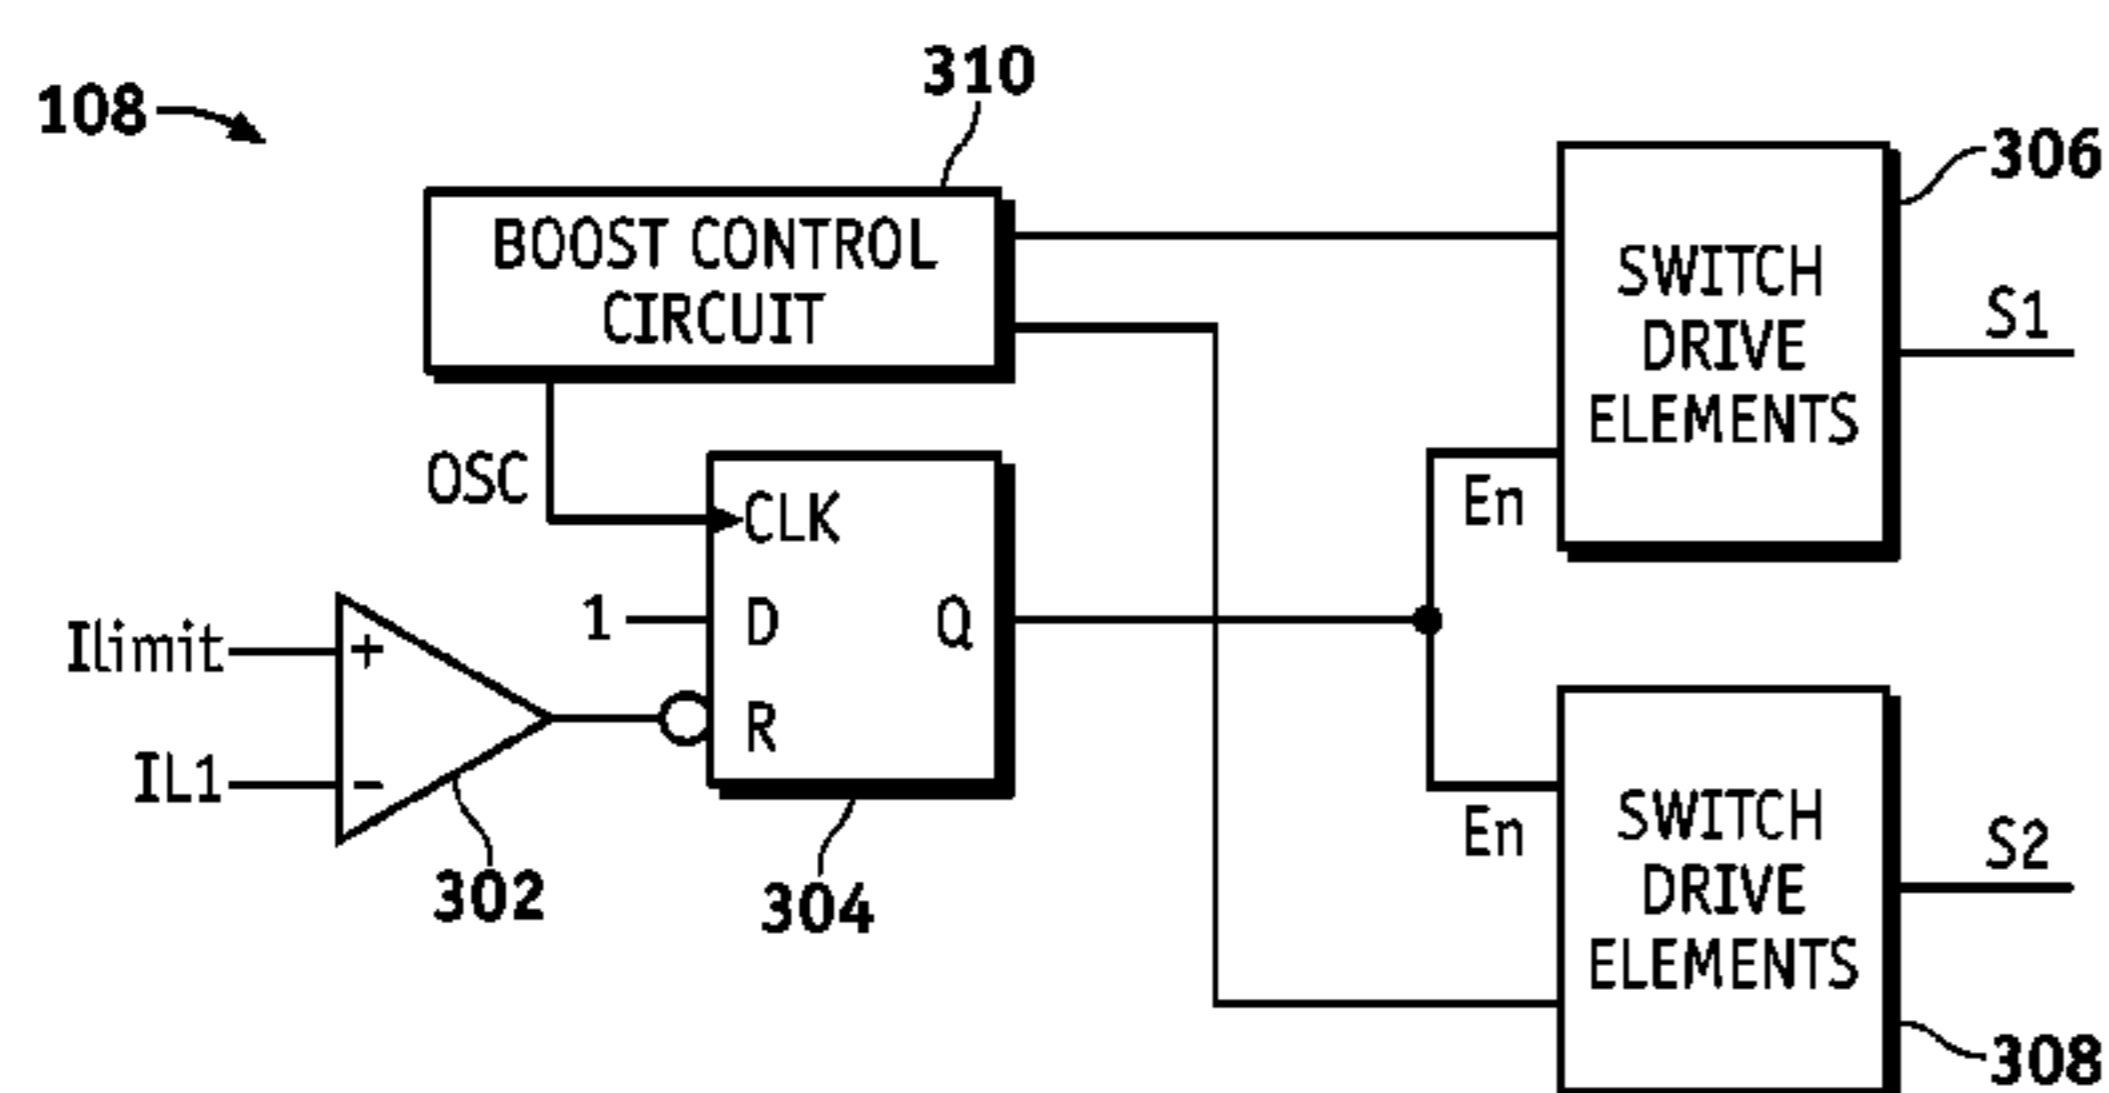 310
108
306
BOOST CONTROL
CIRCUIT
SWITCH
DRIVE
ELEMENTS
S1
OSC
CLK
En
1
D
Q
Ilimit
+
R
IL1
-
En
SWITCH
DRIVE
ELEMENTS
S2
302
304
308